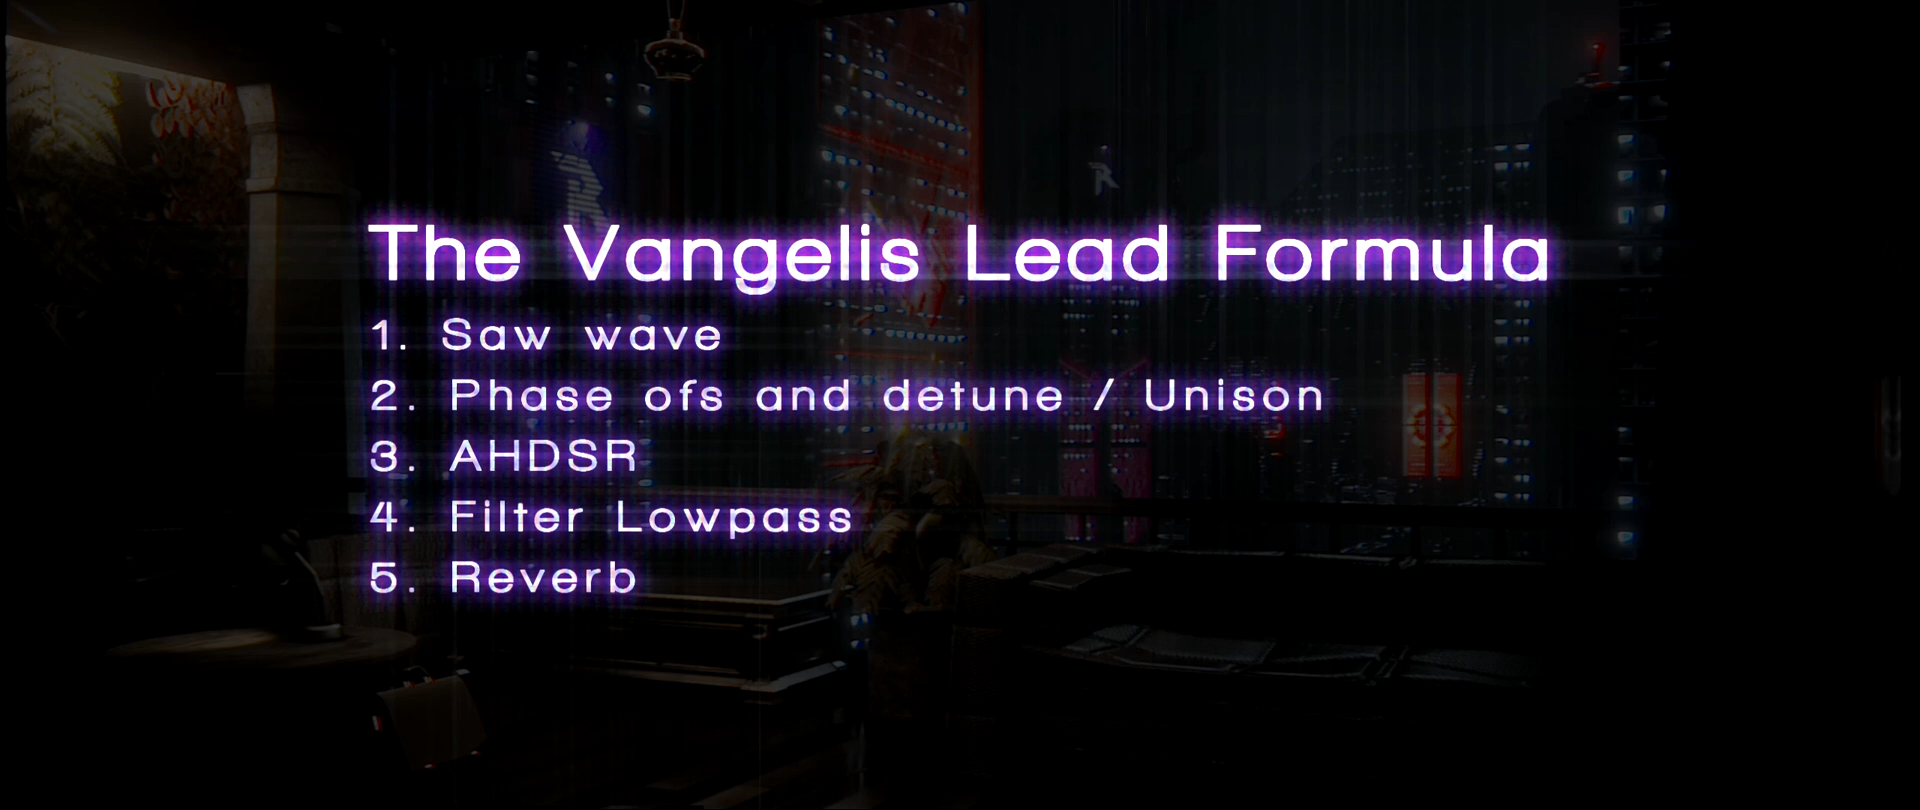 The Vangelis Lead Formula
1. Saw wave
2. Phase ofs and detune / Unison
3. AHDSR
4. Filter Lowpass
5. Reverb